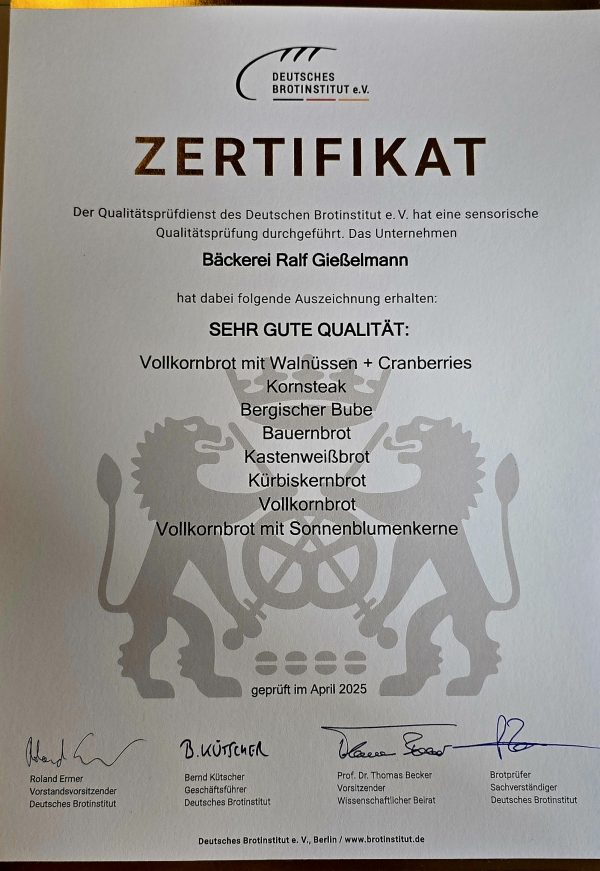 DEUTSCHES
BROTINSTITUT e.V.
ZERTIFIKAT
Der Qualitätsprüfdienst des Deutschen Brotinstitut e. V. hat eine sensorische
Qualitätsprüfung durchgeführt. Das Unternehmen
Bäckerei Ralf Gießelmann
hat dabei folgende Auszeichnung erhalten:
SEHR GUTE QUALITÄT:
Vollkornbrot mit Walnüssen + Cranberries
Kornsteak
Bergischer Bube
Bauernbrot
Kastenweißbrot
Kürbiskernbrot
Vollkornbrot
Vollkornbrot mit Sonnenblumenkerne
geprüft im April 2025
B. KÜTSCHER
Roland Ermer
Vorstandsvorsitzender
Deutsches Brotinstitut
Bernd Kütscher
Geschäftsführer
Deutsches Brotinstitut
Prof. Dr. Thomas Becker
Vorsitzender
Wissenschaftlicher Beirat
Brotprüfer
Sachverständiger
Deutsches Brotinstitut
Deutsches Brotinstitut e. V., Berlin / www.brotinstitut.de